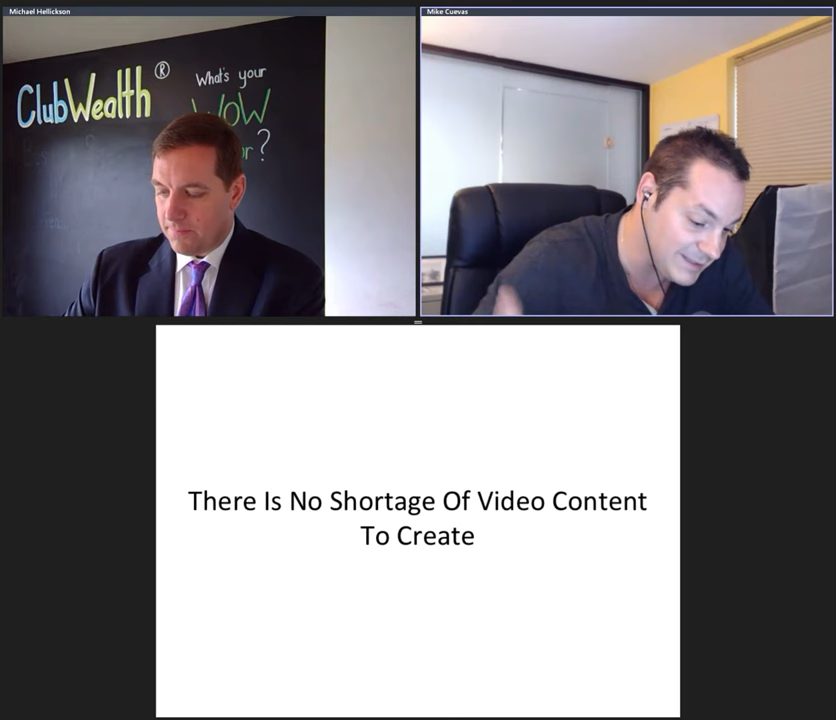 Michael Hellickson
Mike Cuevas
ClubWealth®
What's your
WOW
?
There Is No Shortage Of Video Content
To Create